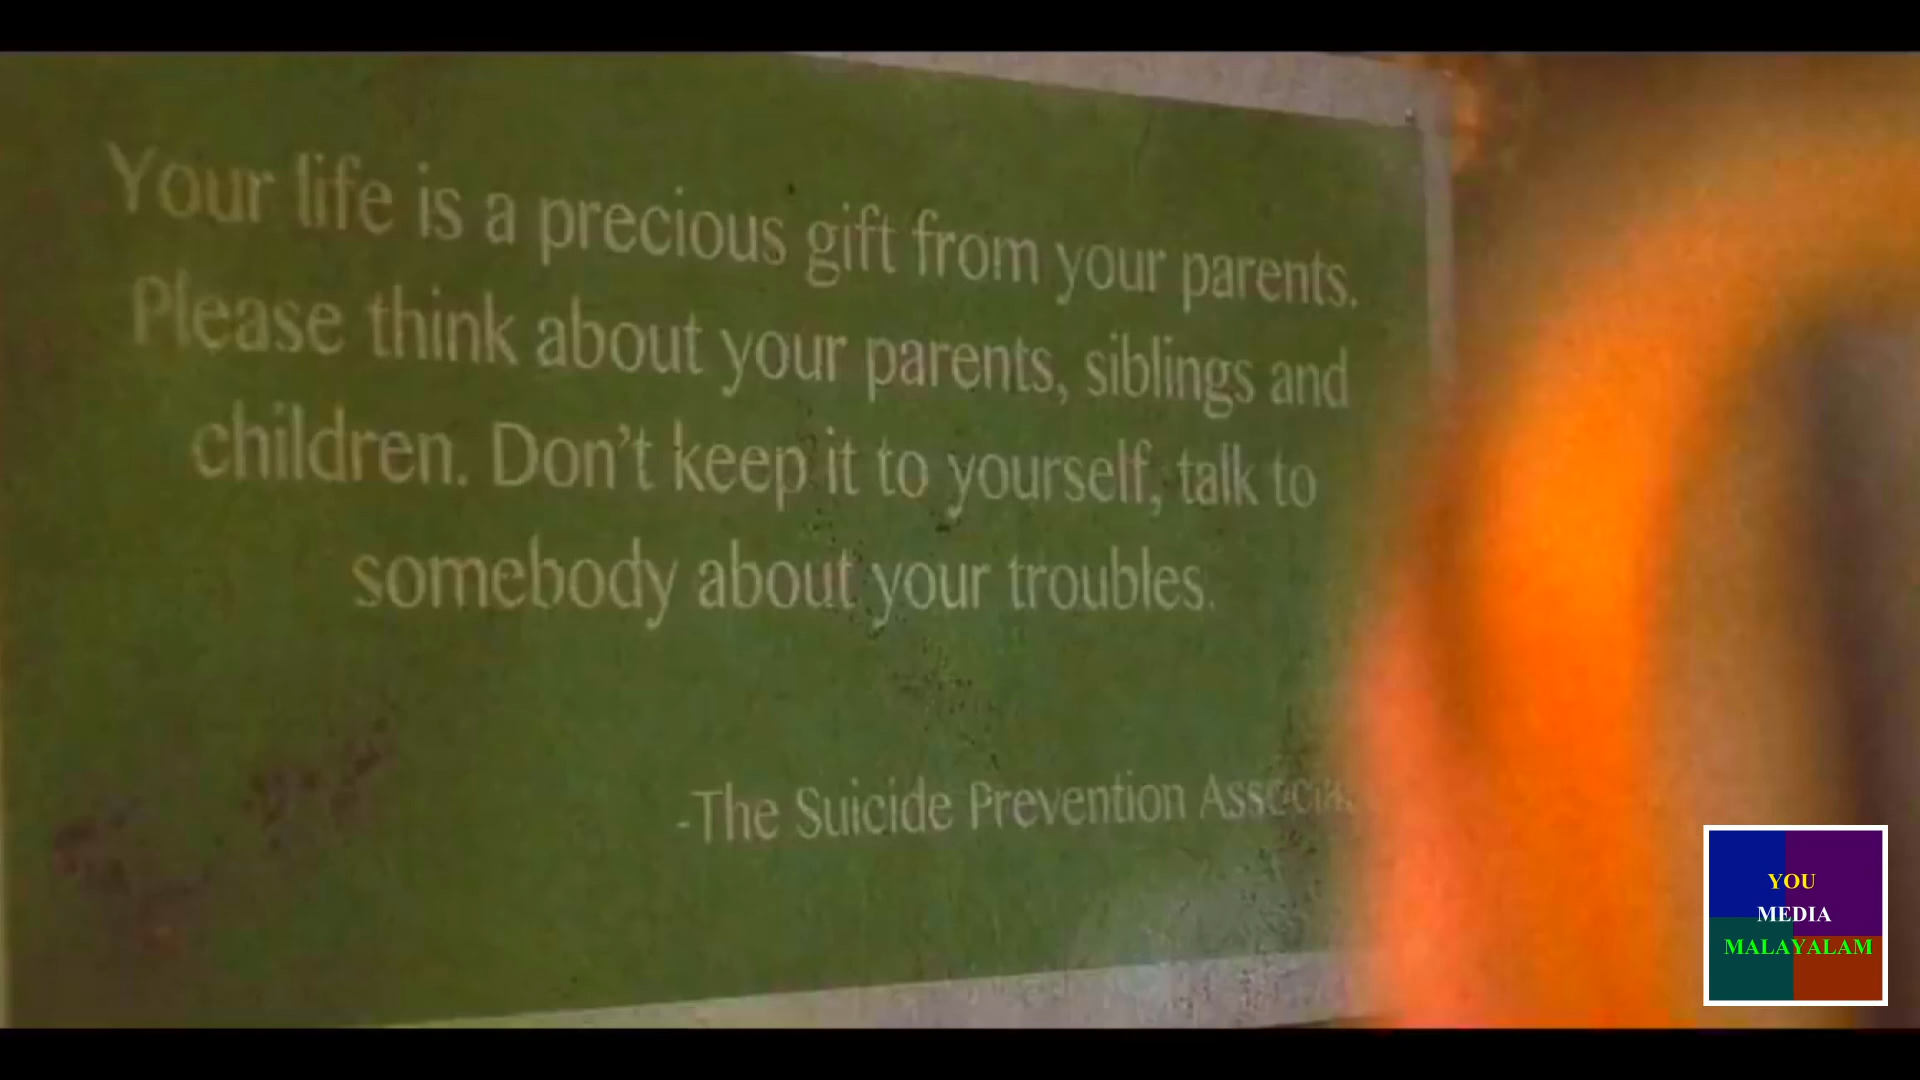 Your life is a precious gift from your parents.
Please think about your parents, siblings and
children. Don't keep it to yourself, talk to
somebody about your troubles.
-The Suicide Prevention
YOU
MEDIA
MALAYALAM